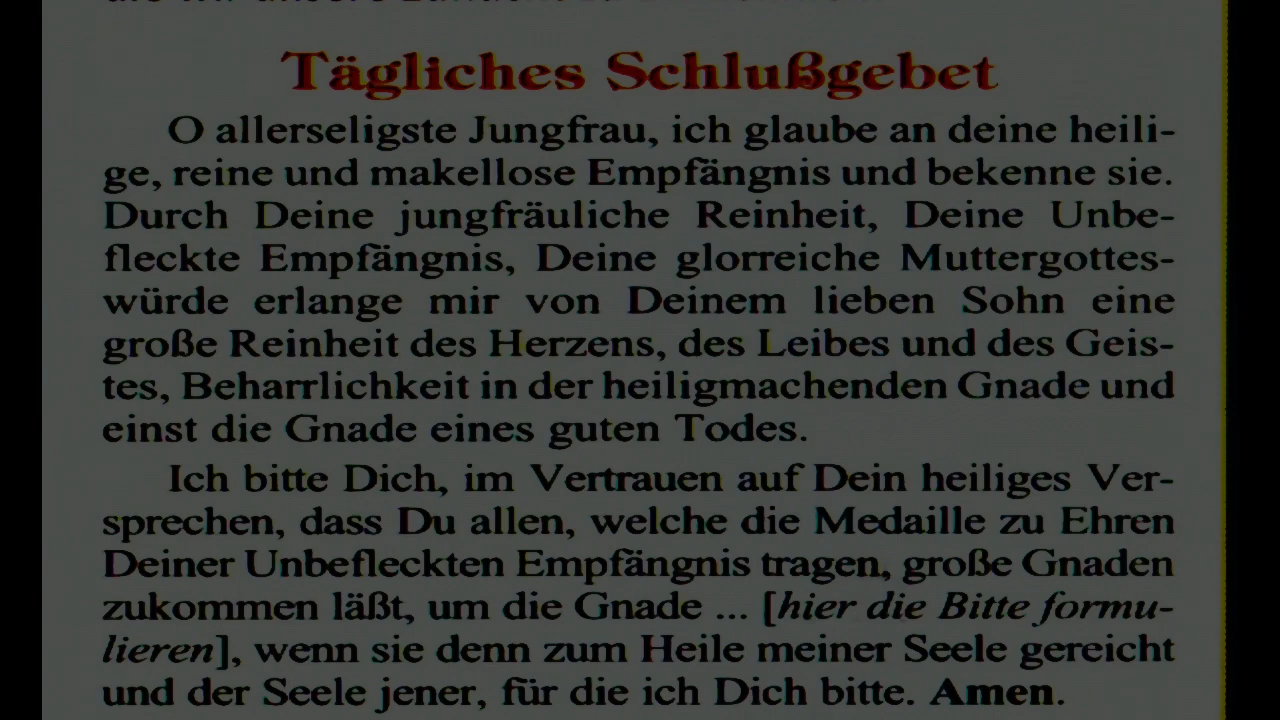 Tägliches Schlußgebet
O allerseligste Jungfrau, ich glaube an deine heili-
ge, reine und makellose Empfängnis und bekenne sie.
Durch Deine jungfräuliche Reinheit, Deine Unbe-
fleckte Empfängnis, Deine glorreiche Muttergottes-
würde erlange mir von Deinem lieben Sohn eine
große Reinheit des Herzens, des Leibes und des Geis-
tes, Beharrlichkeit in der heiligmachenden Gnade und
einst die Gnade eines guten Todes.
Ich bitte Dich, im Vertrauen auf Dein heiliges Ver-
sprechen, dass Du allen, welche die Medaille zu Ehren
Deiner Unbefleckten Empfängnis tragen, große Gnaden
zukommen läßt, um die Gnade ... [hier die Bitte formu-
lieren], wenn sie denn zum Heile meiner Seele gereicht
und der Seele jener, für die ich Dich bitte. Amen.